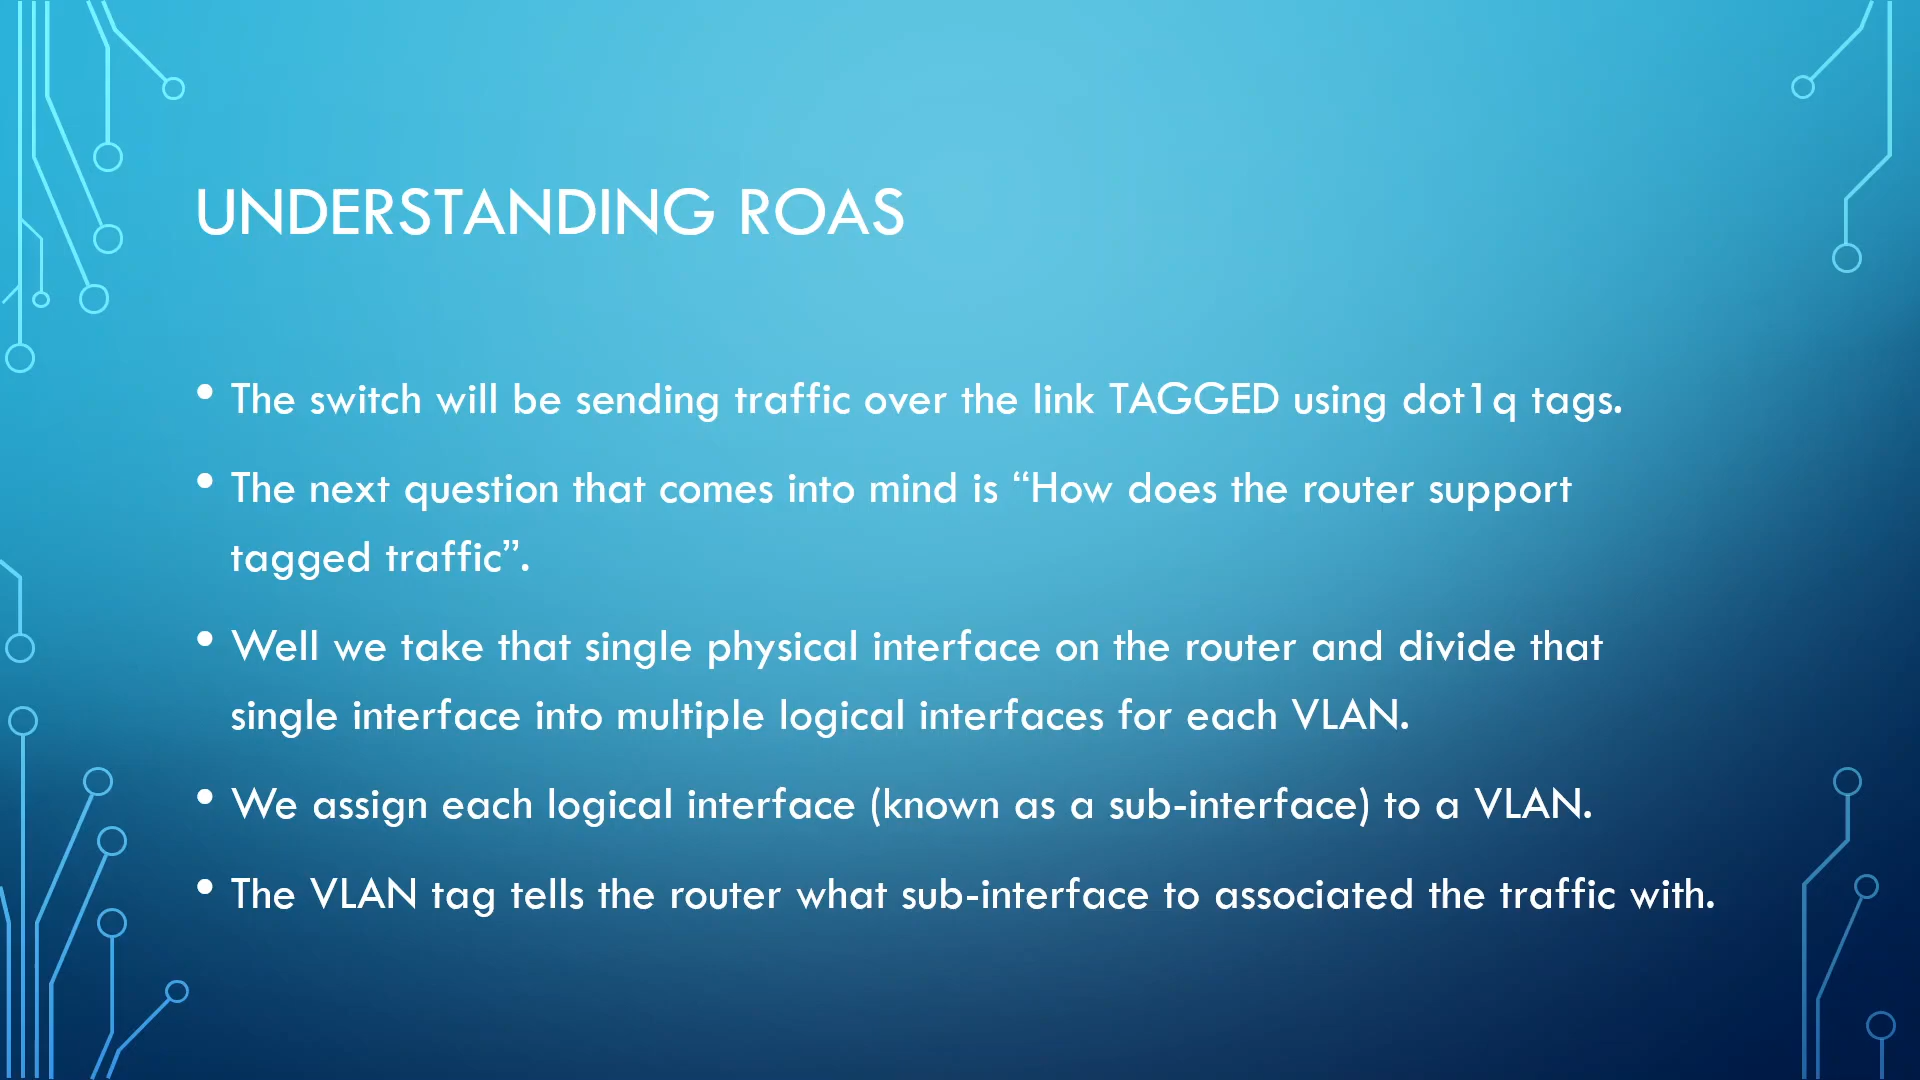 UNDERSTANDING ROAS
• The switch will be sending traffic over the link TAGGED using dot1q tags.
• The next question that comes into mind is “How does the router support
tagged traffic”.
• Well we take that single physical interface on the router and divide that
single interface into multiple logical interfaces for each VLAN.
• We assign each logical interface (known as a sub-interface) to a VLAN.
• The VLAN tag tells the router what sub-interface to associated the traffic with.